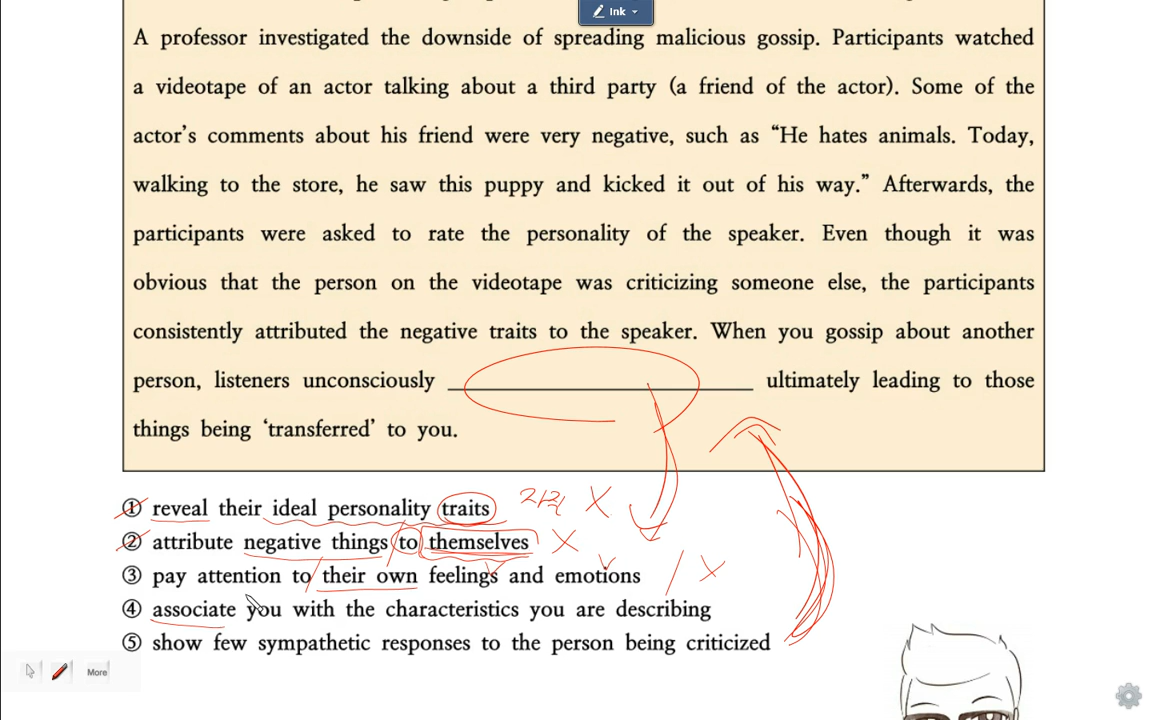 Ink
A professor investigated the downside of spreading malicious gossip. Participants watched
a videotape of an actor talking about a third party (a friend of the actor). Some of the
actor’s comments about his friend were very negative, such as “He hates animals. Today,
walking to the store, he saw this puppy and kicked it out of his way.” Afterwards, the
participants were asked to rate the personality of the speaker. Even though it was
obvious that the person on the videotape was criticizing someone else, the participants
consistently attributed the negative traits to the speaker. When you gossip about another
person, listeners unconsciously ultimately leading to those
things being ‘transferred’ to you.
① reveal their ideal personality traits X
② attribute negative things to themselves X
③ pay attention to their own feelings and emotions X
④ associate you with the characteristics you are describing
⑤ show few sympathetic responses to the person being criticized
More